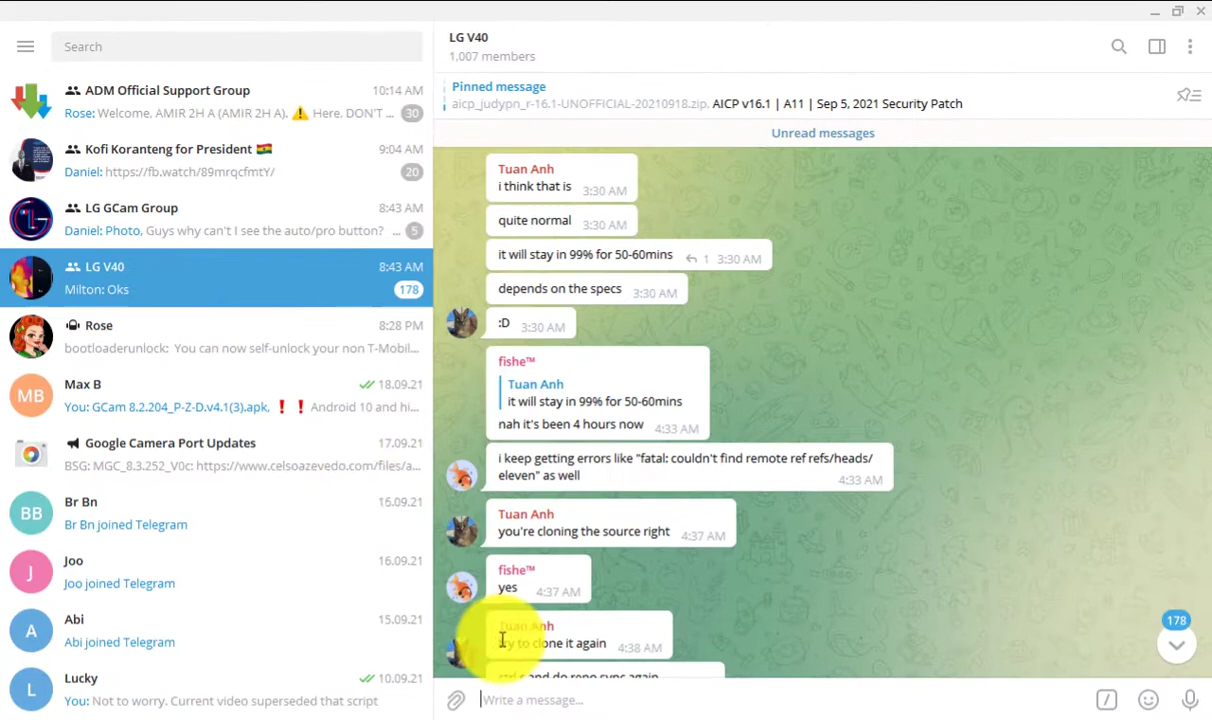 Search
ADM Official Support Group 10:14 AM
Rose: Welcome, AMIR 2H A (AMIR 2H A). ⚠️ Here, DON'T ... 30
Kofi Koranteng for President 🇬🇭 9:04 AM
Daniel: https://fb.watch/89mrqcfmtY/ 20
LG GCam Group 8:43 AM
Daniel: Photo, Guys why can't I see the auto/pro button? ... 5
LG V40 8:43 AM
Milton: Oks 178
Rose 8:28 PM
bootloaderunlock: You can now self-unlock your non T-Mobil...
MB
Max B 18.09.21
You: GCam 8.2.204_P-Z-D.v4.1(3).apk, ❗ ❗ Android 10 and hi...
Google Camera Port Updates 17.09.21
BSG: MGC_8.3.252_V0c: https://www.celsoazevedo.com/files/a...
BB
Br Bn 16.09.21
Br Bn joined Telegram
J
Joo 16.09.21
Joo joined Telegram
A
Abi 15.09.21
Abi joined Telegram
L
Lucky 10.09.21
You: Not to worry. Current video superseded that script
LG V40
1,007 members
Pinned message
aicp_judypn_r-16.1-UNOFFICIAL-20210918.zip, AICP v16.1 | A11 | Sep 5, 2021 Security Patch
Unread messages
Tuan Anh
i think that is 3:30 AM
quite normal 3:30 AM
it will stay in 99% for 50-60mins 1 3:30 AM
depends on the specs 3:30 AM
:D 3:30 AM
fishe™
Tuan Anh
it will stay in 99% for 50-60mins
nah it's been 4 hours now 4:33 AM
i keep getting errors like "fatal: couldn't find remote ref refs/heads/
eleven" as well 4:33 AM
Tuan Anh
you're cloning the source right 4:37 AM
fishe™
yes 4:37 AM
Tuan Anh
try to clone it again 4:38 AM
and do repo sync again
178
Write a message...